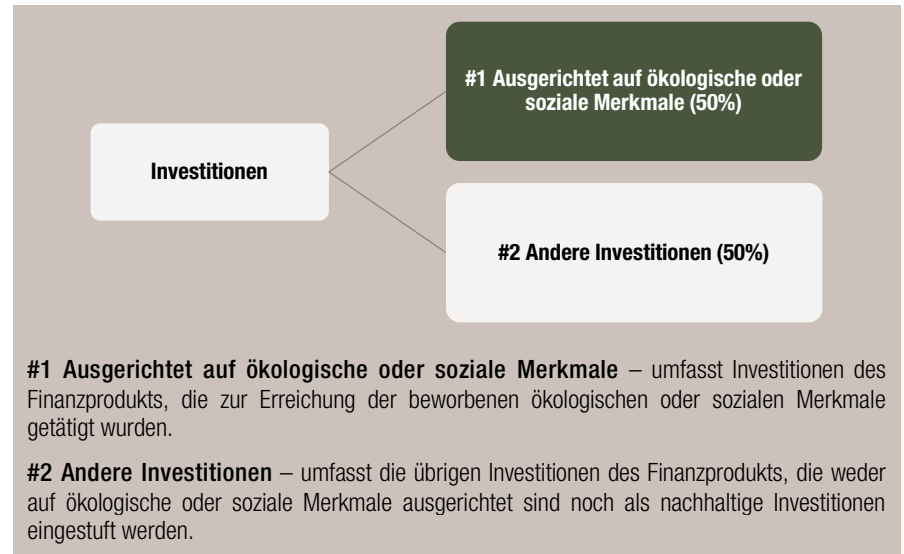 #1 Ausgerichtet auf ökologische oder
soziale Merkmale (50%)
Investitionen
#2 Andere Investitionen (50%)
#1 Ausgerichtet auf ökologische oder soziale Merkmale – umfasst Investitionen des
Finanzprodukts, die zur Erreichung der beworbenen ökologischen oder sozialen Merkmale
getätigt wurden.
#2 Andere Investitionen – umfasst die übrigen Investitionen des Finanzprodukts, die weder
auf ökologische oder soziale Merkmale ausgerichtet sind noch als nachhaltige Investitionen
eingestuft werden.